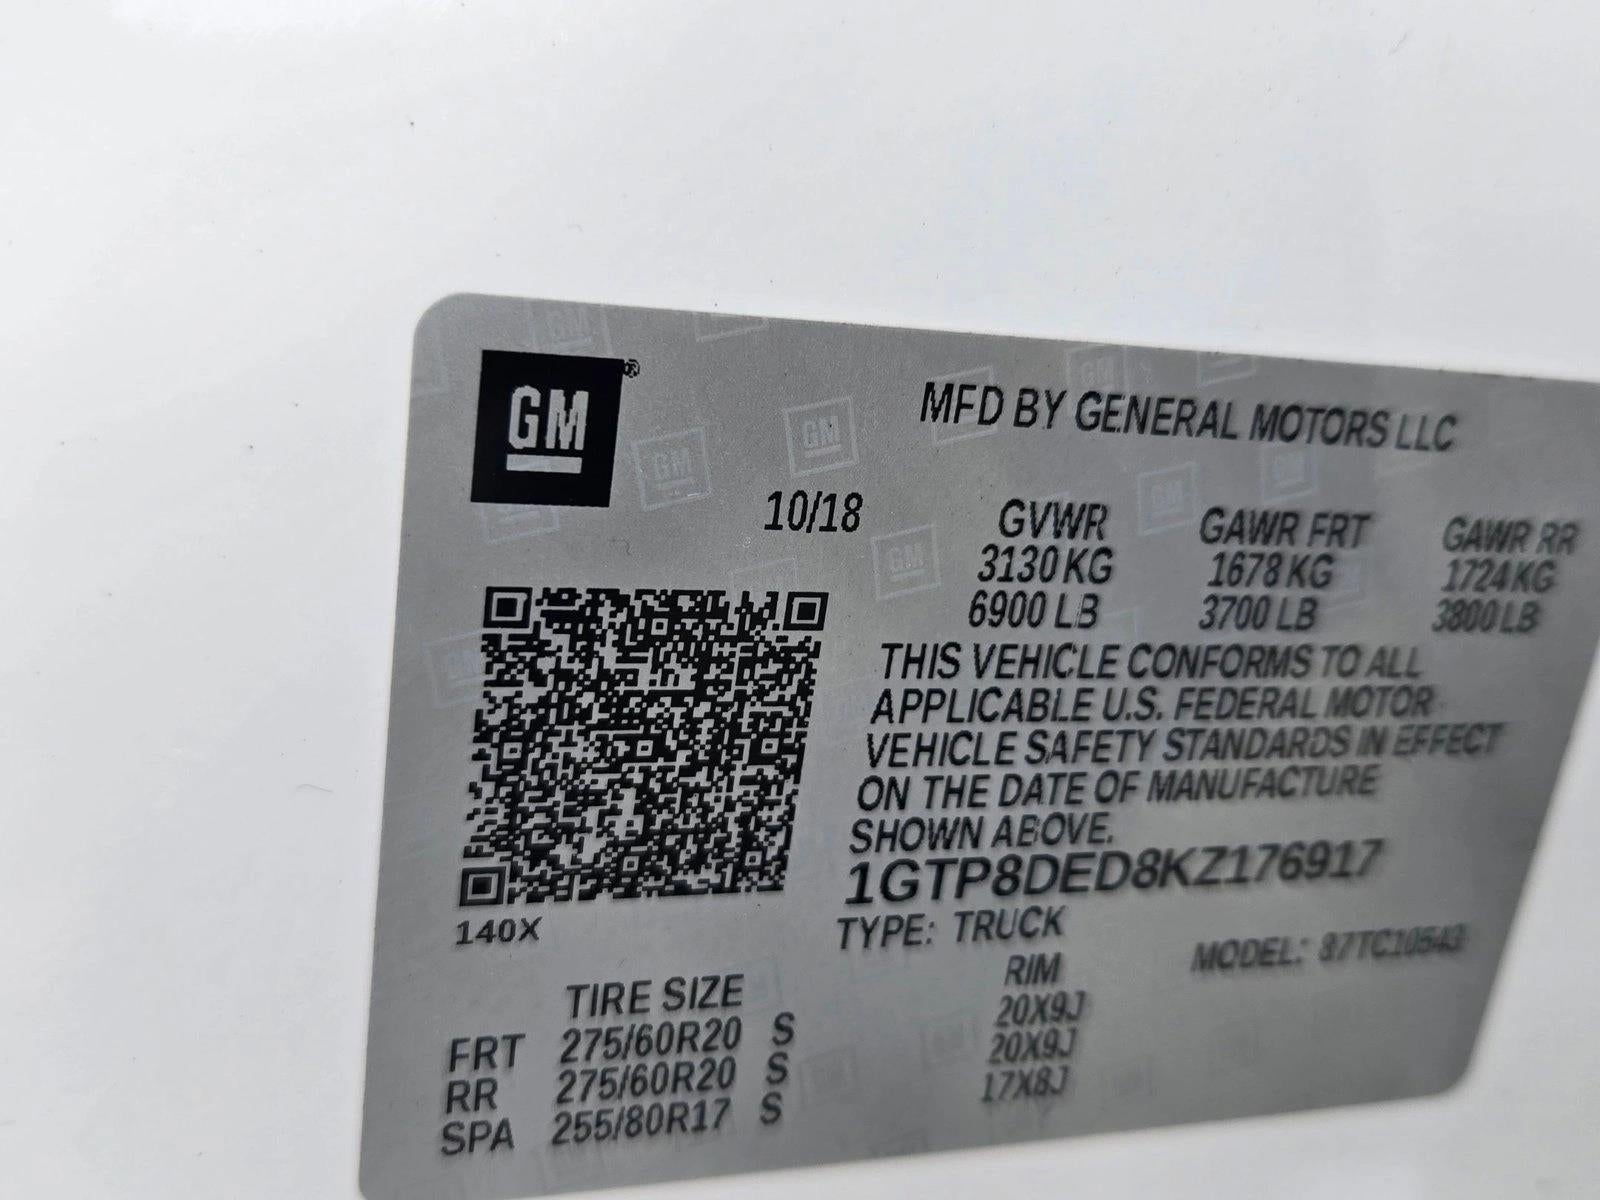 GM®
MFD BY GENERAL MOTORS LLC
10/18
GVWR GAWR FRT GAWR RR
3130 KG 1678 KG 1724 KG
6900 LB 3700 LB 3800 LB
THIS VEHICLE CONFORMS TO ALL
APPLICABLE U.S. FEDERAL MOTOR
VEHICLE SAFETY STANDARDS IN EFFECT
ON THE DATE OF MANUFACTURE
SHOWN ABOVE.
1GTP8DED8KZ176917
140X
TYPE: TRUCK MODEL: 87TC10543
TIRE SIZE RIM
FRT 275/60R20 S 20X9J
RR 275/60R20 S 20X9J
SPA 255/80R17 S 17X8J